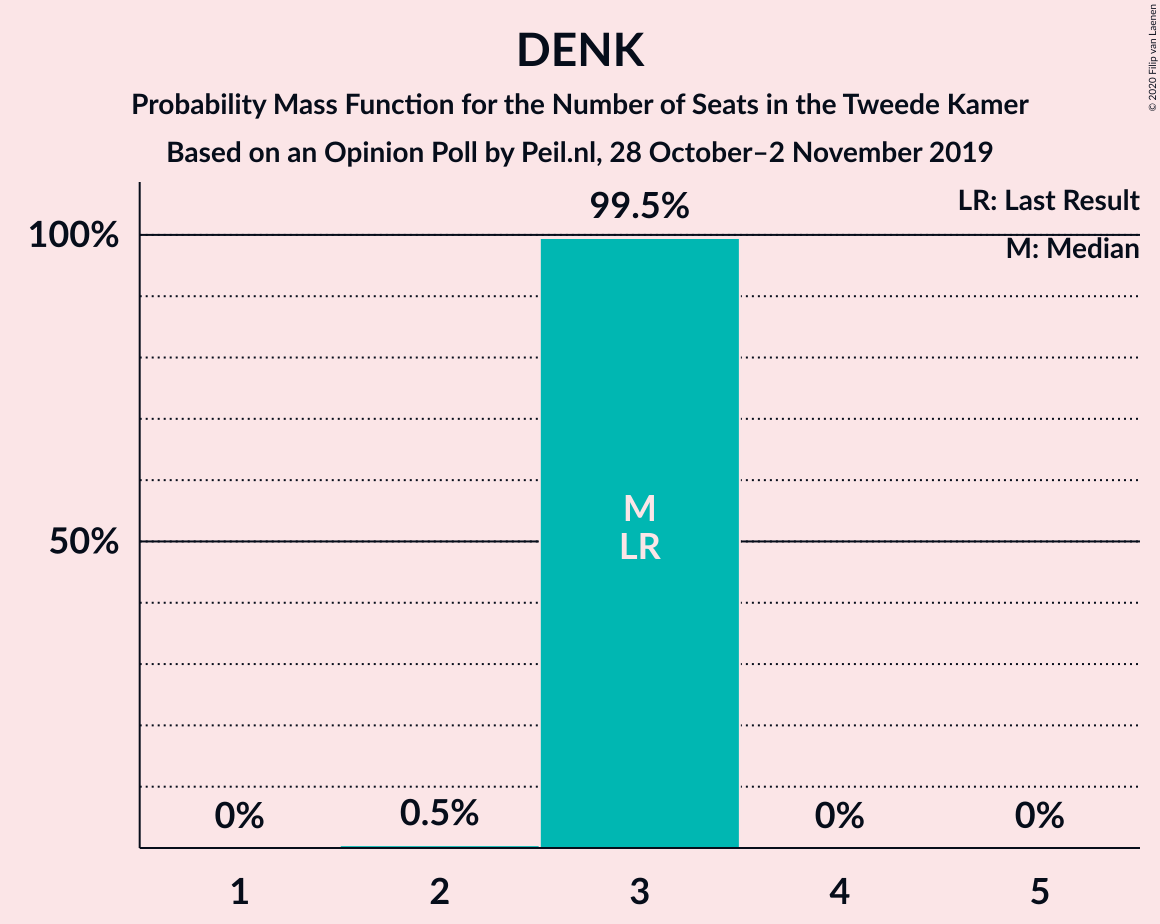 DENK
Probability Mass Function for the Number of Seats in the Tweede Kamer
Based on an Opinion Poll by Peil.nl, 28 October–2 November 2019
© 2020 Filip van Laenen
LR: Last Result
M: Median
99.5%
100%
50%
M
LR
0%
0.5%
0%
0%
1
2
3
4
5